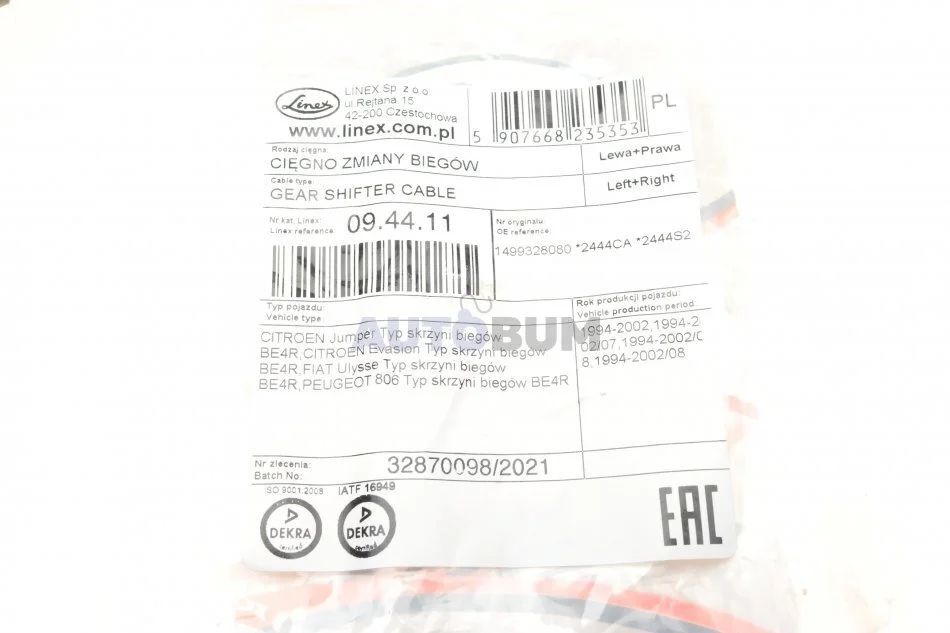 Linex
LINEX Sp. z o.o.
ul. Rejtana 15
42-200 Czestochowa
www.linex.com.pl
5 907668 235353
PL
Rodzaj cięgna:
CIĘGNO ZMIANY BIEGÓW
Lewa+Prawa
Cable type:
GEAR SHIFTER CABLE
Left+Right
Nr kat. Linex:
Linex reference:
09.44.11
Nr oryginału
OE reference:
1499328080 *2444CA *2444S2
Typ pojazdu:
Vehicle type:
CITROEN Jumper Typ skrzyni biegów
BE4R,CITROEN Evasion Typ skrzyni biegów
BE4R,FIAT Ulysse Typ skrzyni biegów
BE4R,PEUGEOT 806 Typ skrzyni biegów BE4R
Rok produkcji pojazdu:
Vehicle production period:
1994-2002,1994-2
02/07,1994-2002/0
8,1994-2002/08
AUTOBUM
Nr zlecenia:
Batch No:
32870098/2021
ISO 9001:2008
IATF 16949
DEKRA
certified
DEKRA
certified
EAC